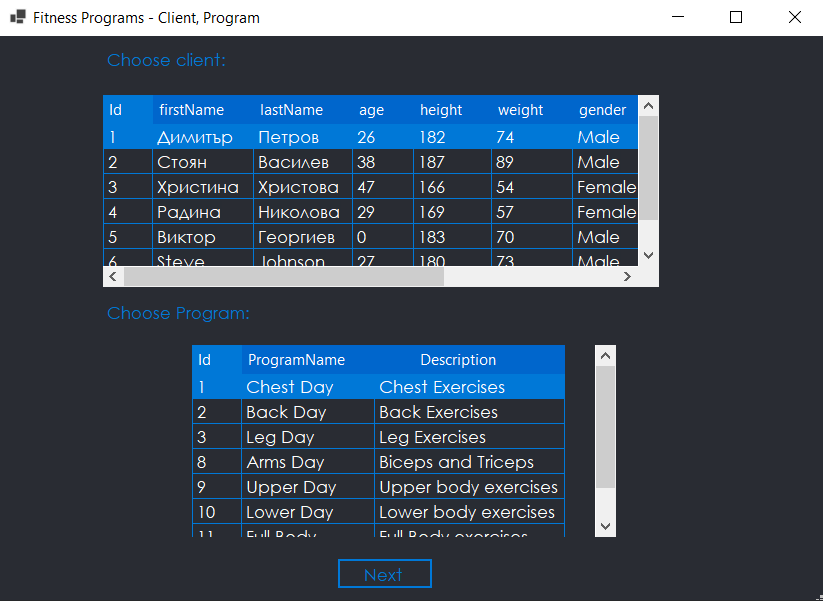 Fitness Programs - Client, Program
Choose client:
Id firstName lastName age height weight gender
1 Димитър Петров 26 182 74 Male
2 Стоян Василев 38 187 89 Male
3 Христина Христова 47 166 54 Female
4 Радина Николова 29 169 57 Female
5 Виктор Георгиев 0 183 70 Male
6 Steve Johnson 27 180 73 Male
Choose Program:
Id ProgramName Description
1 Chest Day Chest Exercises
2 Back Day Back Exercises
3 Leg Day Leg Exercises
8 Arms Day Biceps and Triceps
9 Upper Day Upper body exercises
10 Lower Day Lower body exercises
11 Full Body Full Body exercises
Next